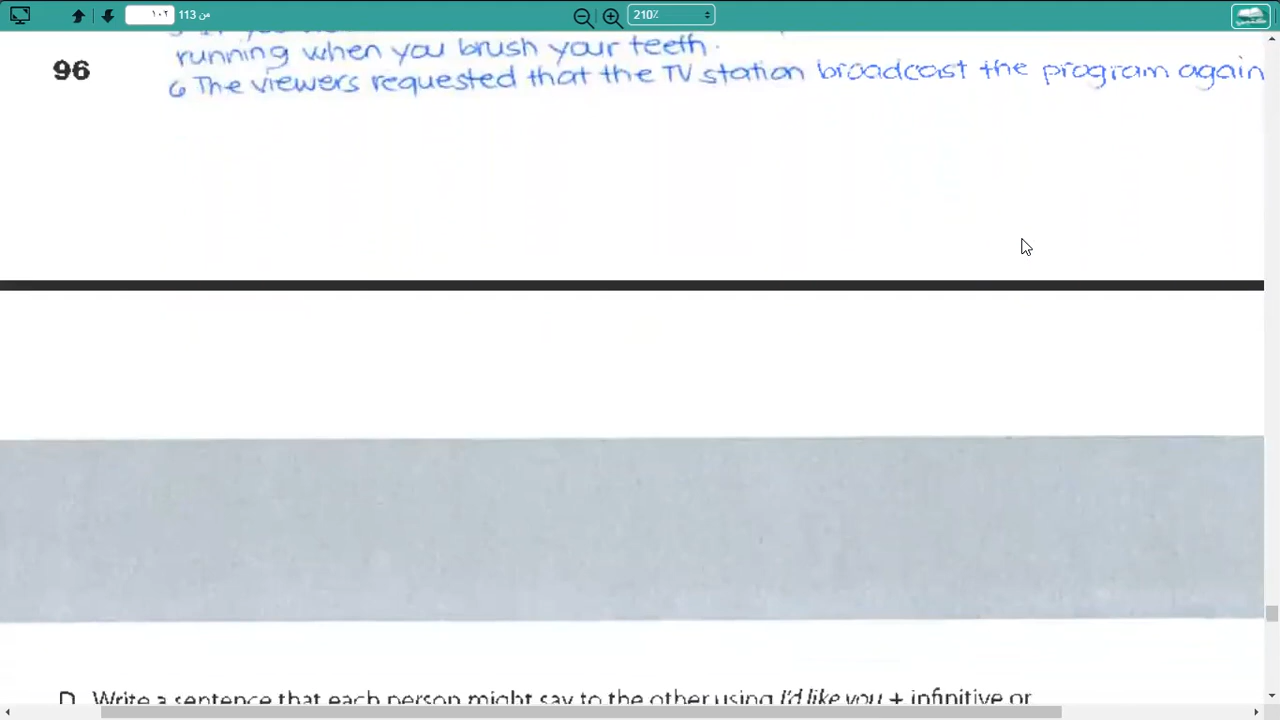 ١٠٢ من 113
210٪
running when you brush your teeth.
96
6 The viewers requested that the TV station broadcast the program again
D Write a sentence that each person might say to the other using I'd like you + infinitive or